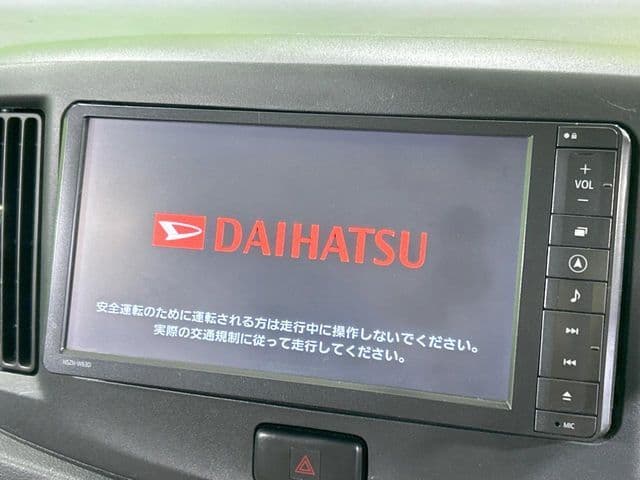 DAIHATSU
安全運転のために運転される方は走行中に操作しないでください。
実際の交通規制に従って走行してください。
NSZN-W63D
+
VOL
−
MIC